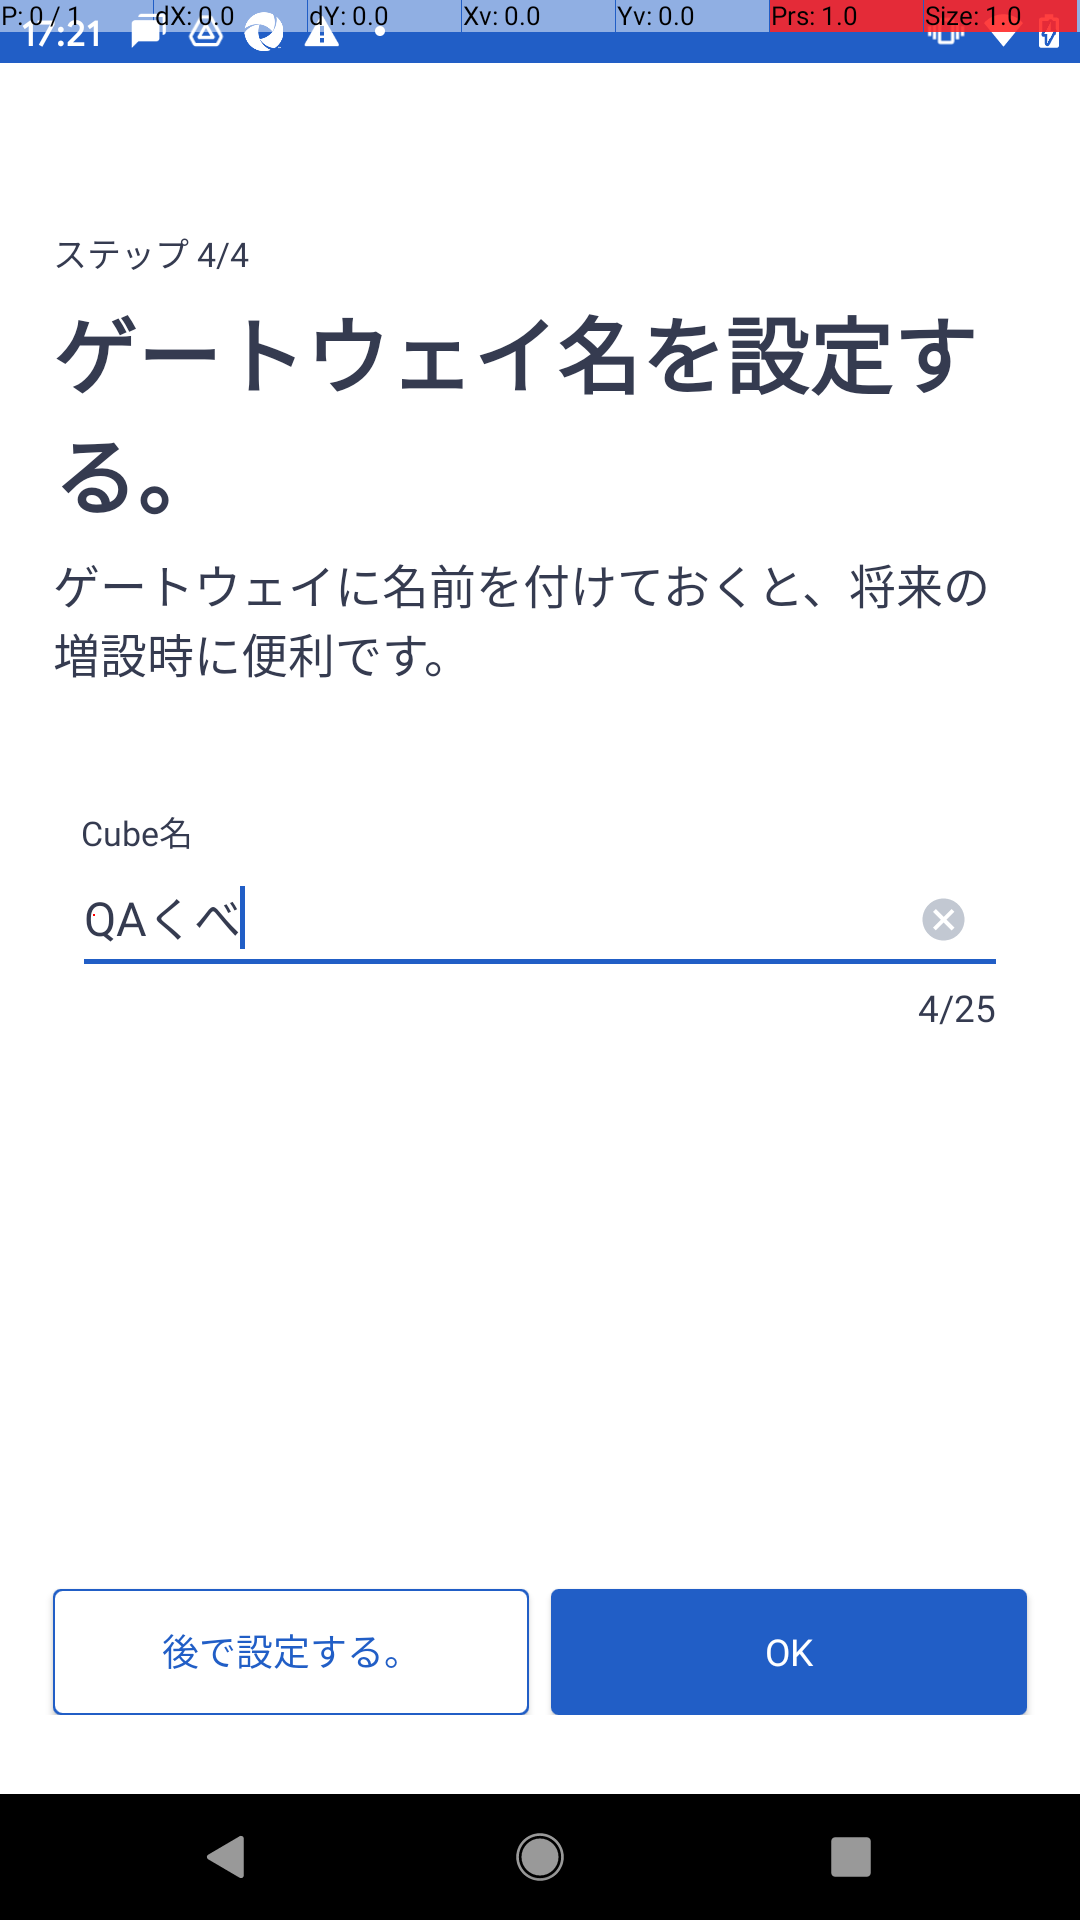 P: 0 / 1 dX: 0.0 dY: 0.0 Xv: 0.0 Yv: 0.0 Prs: 1.0 Size: 1.0
17:21
ステップ 4/4
ゲートウェイ名を設定す
る。
ゲートウェイに名前を付けておくと、将来の
増設時に便利です。
Cube名
QAくべ
4/25
後で設定する。
OK